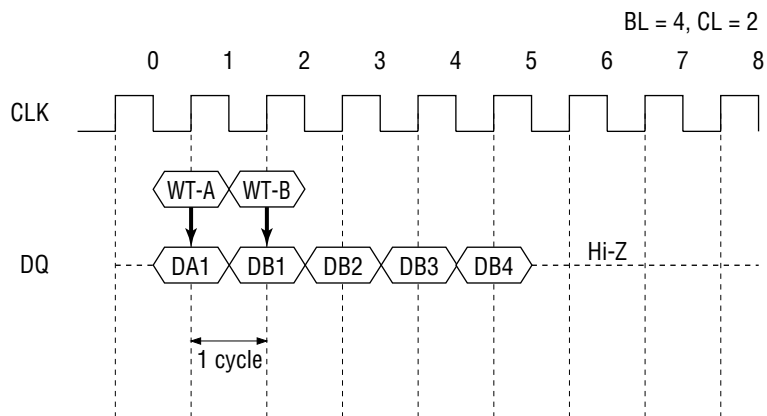 BL = 4, CL = 2
0 1 2 3 4 5 6 7 8
CLK
WT-A WT-B
DQ DA1 DB1 DB2 DB3 DB4 Hi-Z
1 cycle